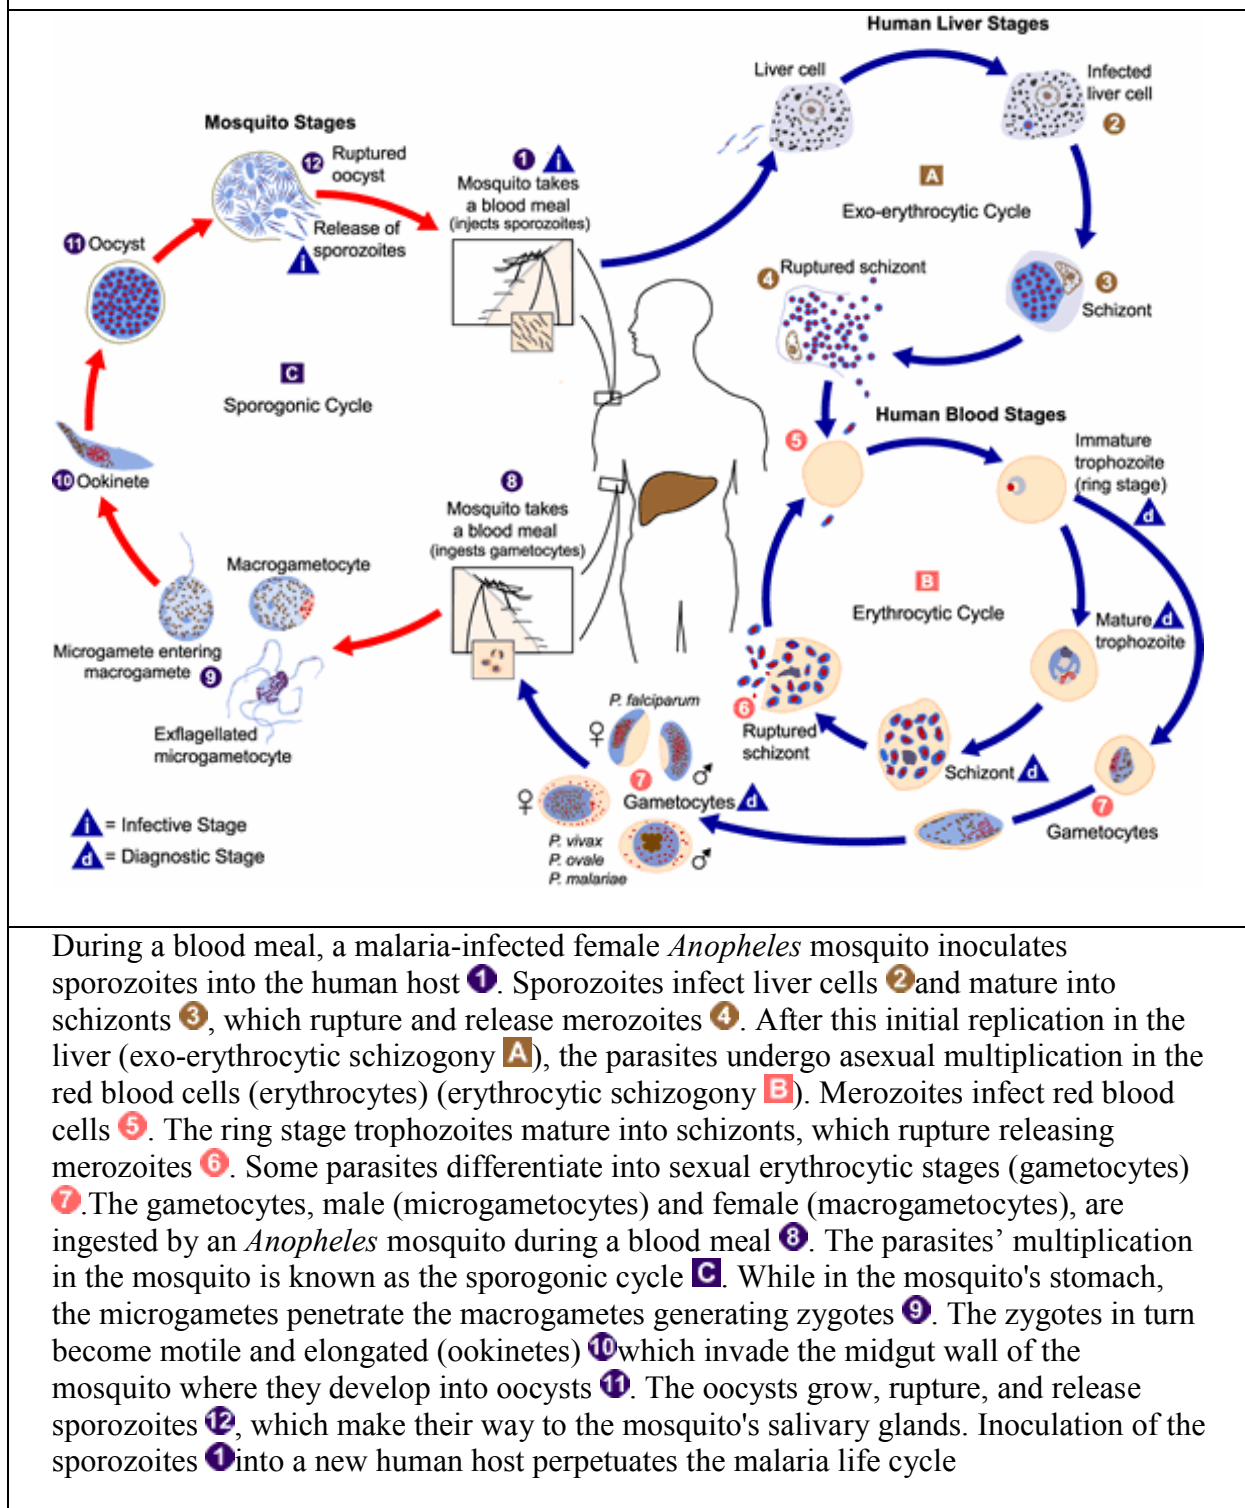 Human Liver Stages
Liver cell
Infected
liver cell
2
Mosquito Stages
12 Ruptured
oocyst
1 i
Mosquito takes
a blood meal
(injects sporozoites)
A
Exo-erythrocytic Cycle
11 Oocyst
Release of
sporozoites
i
4 Ruptured schizont
3
Schizont
C
Sporogonic Cycle
Human Blood Stages
5
Immature
trophozoite
(ring stage)
d
10 Ookinete
8
Mosquito takes
a blood meal
(ingests gametocytes)
Macrogametocyte
B
Erythrocytic Cycle
Mature d
trophozoite
Microgamete entering
macrogamete 9
Exflagellated
microgametocyte
P. falciparum
♀
♂
6
Ruptured
schizont
Schizont d
7
Gametocytes d
♀
♂
P. vivax
P. ovale
P. malariae
7
Gametocytes
i = Infective Stage
d = Diagnostic Stage
During a blood meal, a malaria-infected female Anopheles mosquito inoculates
sporozoites into the human host 1. Sporozoites infect liver cells 2and mature into
schizonts 3, which rupture and release merozoites 4. After this initial replication in the
liver (exo-erythrocytic schizogony A), the parasites undergo asexual multiplication in the
red blood cells (erythrocytes) (erythrocytic schizogony B). Merozoites infect red blood
cells 5. The ring stage trophozoites mature into schizonts, which rupture releasing
merozoites 6. Some parasites differentiate into sexual erythrocytic stages (gametocytes)
7.The gametocytes, male (microgametocytes) and female (macrogametocytes), are
ingested by an Anopheles mosquito during a blood meal 8. The parasites’ multiplication
in the mosquito is known as the sporogonic cycle C. While in the mosquito's stomach,
the microgametes penetrate the macrogametes generating zygotes 9. The zygotes in turn
become motile and elongated (ookinetes) 10which invade the midgut wall of the
mosquito where they develop into oocysts 11. The oocysts grow, rupture, and release
sporozoites 12, which make their way to the mosquito's salivary glands. Inoculation of the
sporozoites 1into a new human host perpetuates the malaria life cycle